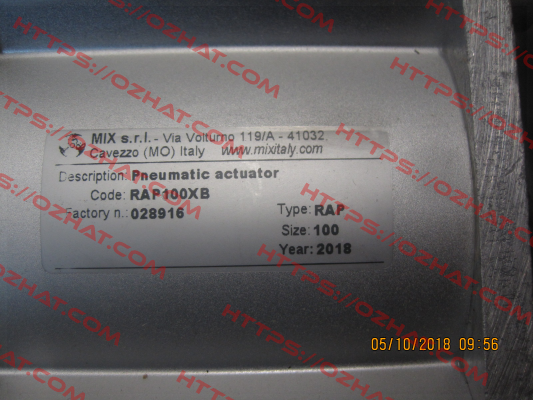 MIX s.r.l. - Via Volturno 119/A - 41032
Cavezzo (MO) Italy www.mixitaly.com
Description: Pneumatic actuator
Code: RAP100XB
Factory n.: 028916
Type: RAP
Size: 100
Year: 2018
05/10/2018 09:56
HTTPS://OZHAT.COM